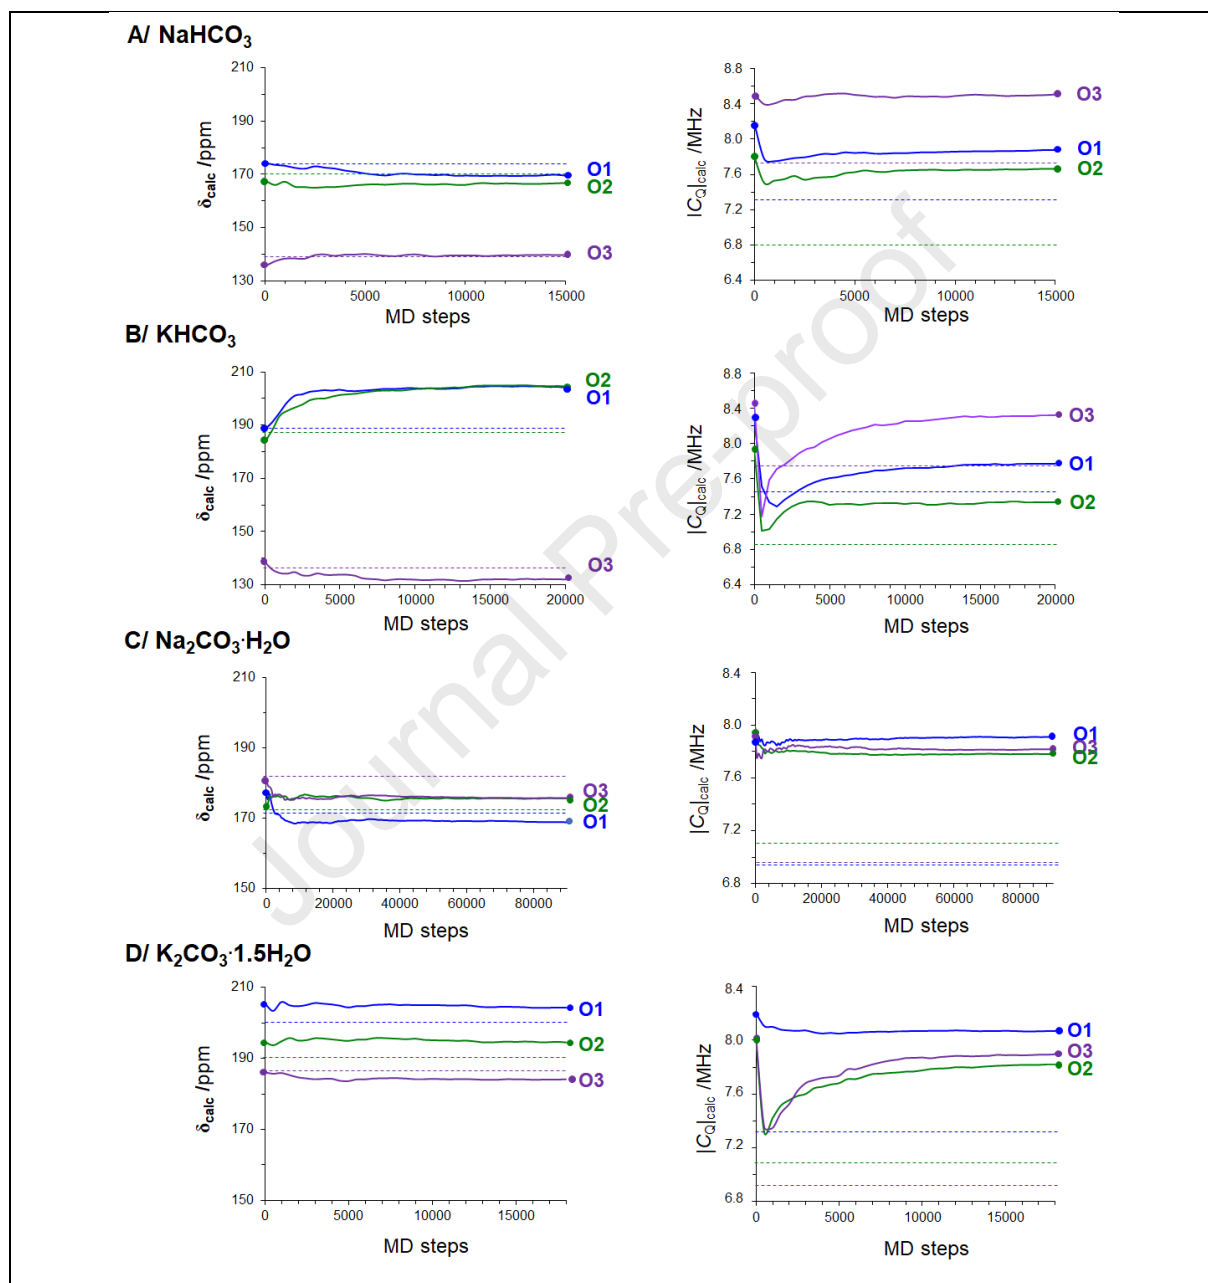 A/ NaHCO₃
210
190
170
150
130
δcalc /ppm
0 5000 10000 15000
MD steps
O1
O2
O3
8.8
8.4
8.0
7.6
7.2
6.8
6.4
|CQ|calc /MHz
0 5000 10000 15000
MD steps
O3
O1
O2
B/ KHCO₃
210
190
170
150
130
δcalc /ppm
0 5000 10000 15000 20000
MD steps
O2
O1
O3
8.8
8.4
8.0
7.6
7.2
6.8
6.4
|CQ|calc /MHz
0 5000 10000 15000 20000
MD steps
O3
O1
O2
C/ Na₂CO₃·H₂O
210
190
170
150
δcalc /ppm
0 20000 40000 60000 80000
MD steps
O3
O2
O1
8.4
8.0
7.6
7.2
6.8
|CQ|calc /MHz
0 20000 40000 60000 80000
MD steps
O1
O3
O2
D/ K₂CO₃·1.5H₂O
210
190
170
150
δcalc /ppm
0 5000 10000 15000
MD steps
O1
O2
O3
8.4
8.0
7.6
7.2
6.8
|CQ|calc /MHz
0 5000 10000 15000
MD steps
O1
O3
O2
Journal Pre-proof